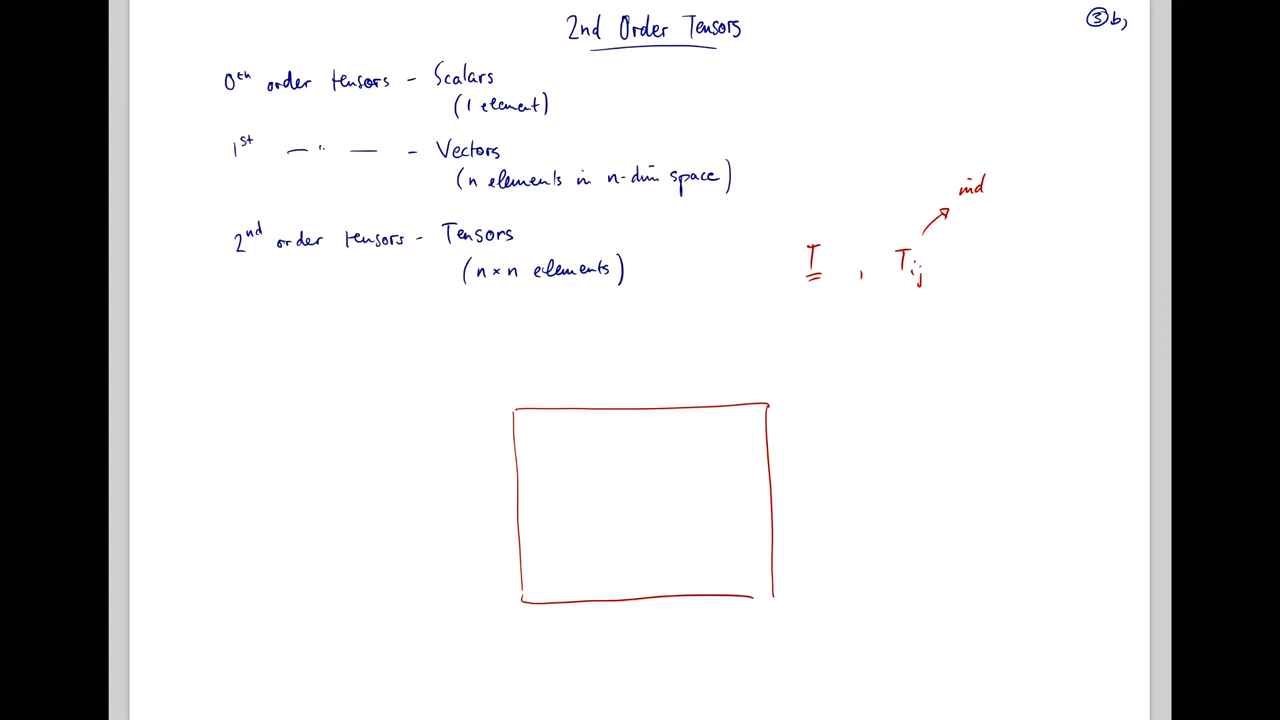 2nd Order Tensors
③b,
0th order tensors - Scalars
(1 element)
1st — " — - Vectors
(n elements in n-dim space)
ind
2nd order tensors - Tensors
(n × n elements)
T , Tij